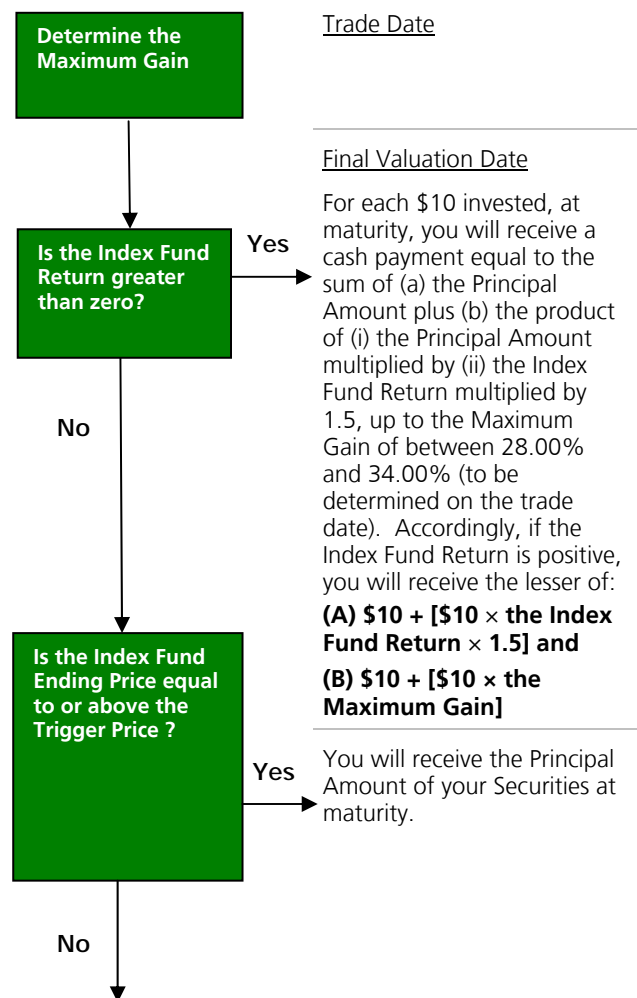 Determine the
Maximum Gain
Trade Date
Final Valuation Date
Is the Index Fund
Return greater
than zero?
Yes
For each $10 invested, at
maturity, you will receive a
cash payment equal to the
sum of (a) the Principal
Amount plus (b) the product
of (i) the Principal Amount
multiplied by (ii) the Index
Fund Return multiplied by
1.5, up to the Maximum
Gain of between 28.00%
and 34.00% (to be
determined on the trade
date). Accordingly, if the
Index Fund Return is positive,
you will receive the lesser of:
(A) $10 + [$10 × the Index
Fund Return × 1.5] and
(B) $10 + [$10 × the
Maximum Gain]
No
Is the Index Fund
Ending Price equal
to or above the
Trigger Price ?
Yes
You will receive the Principal
Amount of your Securities at
maturity.
No